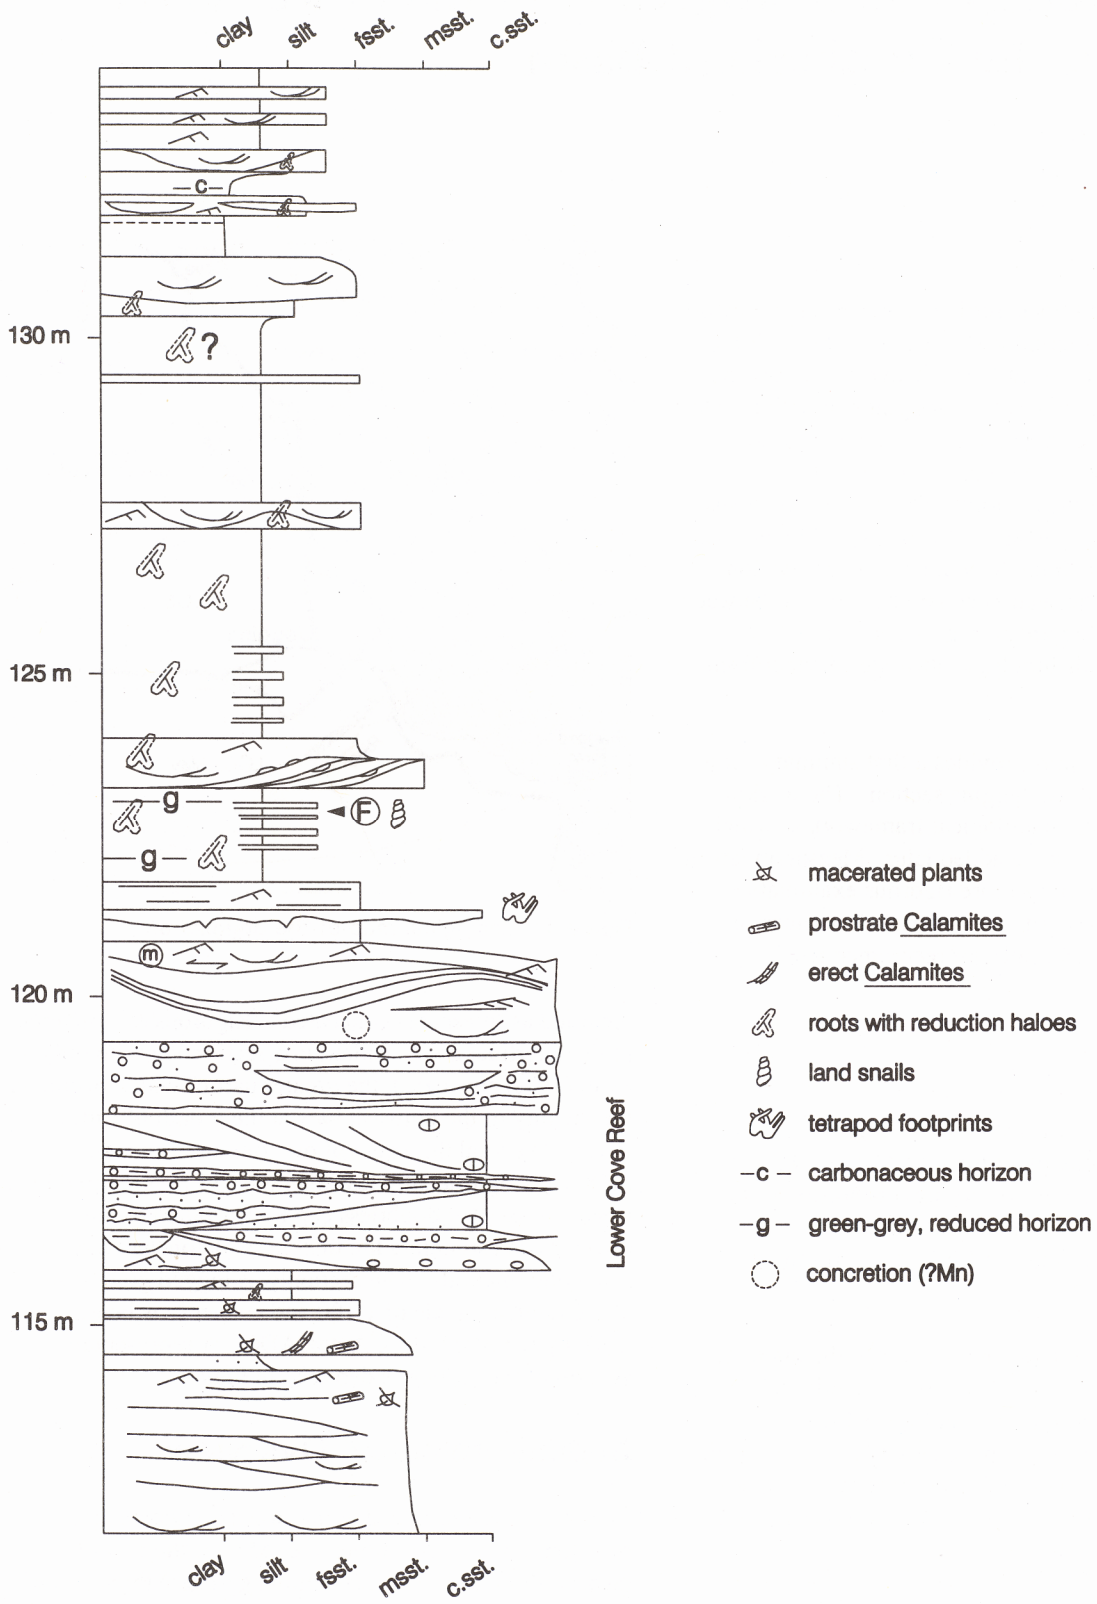 clay silt fsst. msst. c.sst.
c
130 m
?
125 m
g
F
g
m
120 m
115 m
clay silt fsst. msst. c.sst.
Lower Cove Reef
macerated plants
prostrate Calamites
erect Calamites
roots with reduction haloes
land snails
tetrapod footprints
–c– carbonaceous horizon
–g– green-grey, reduced horizon
concretion (?Mn)